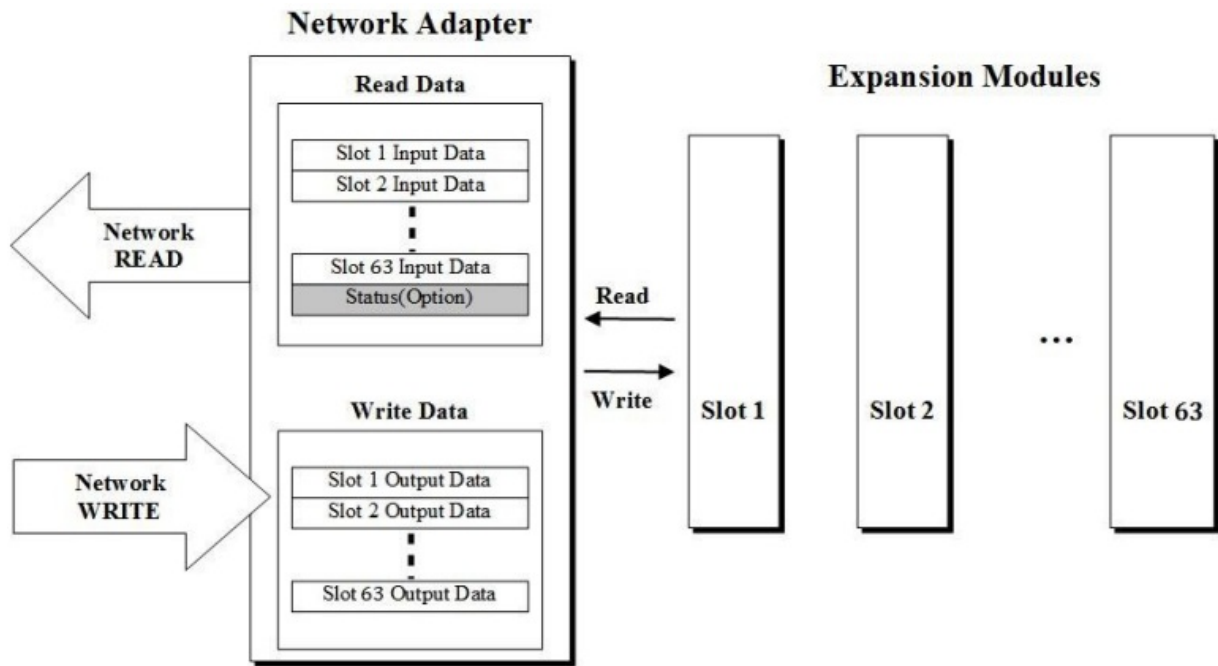 Network Adapter
Read Data
Slot 1 Input Data
Slot 2 Input Data
Slot 63 Input Data
Status(Option)
Network
READ
Write Data
Slot 1 Output Data
Slot 2 Output Data
Slot 63 Output Data
Network
WRITE
Read
Write
Expansion Modules
Slot 1
Slot 2
...
Slot 63